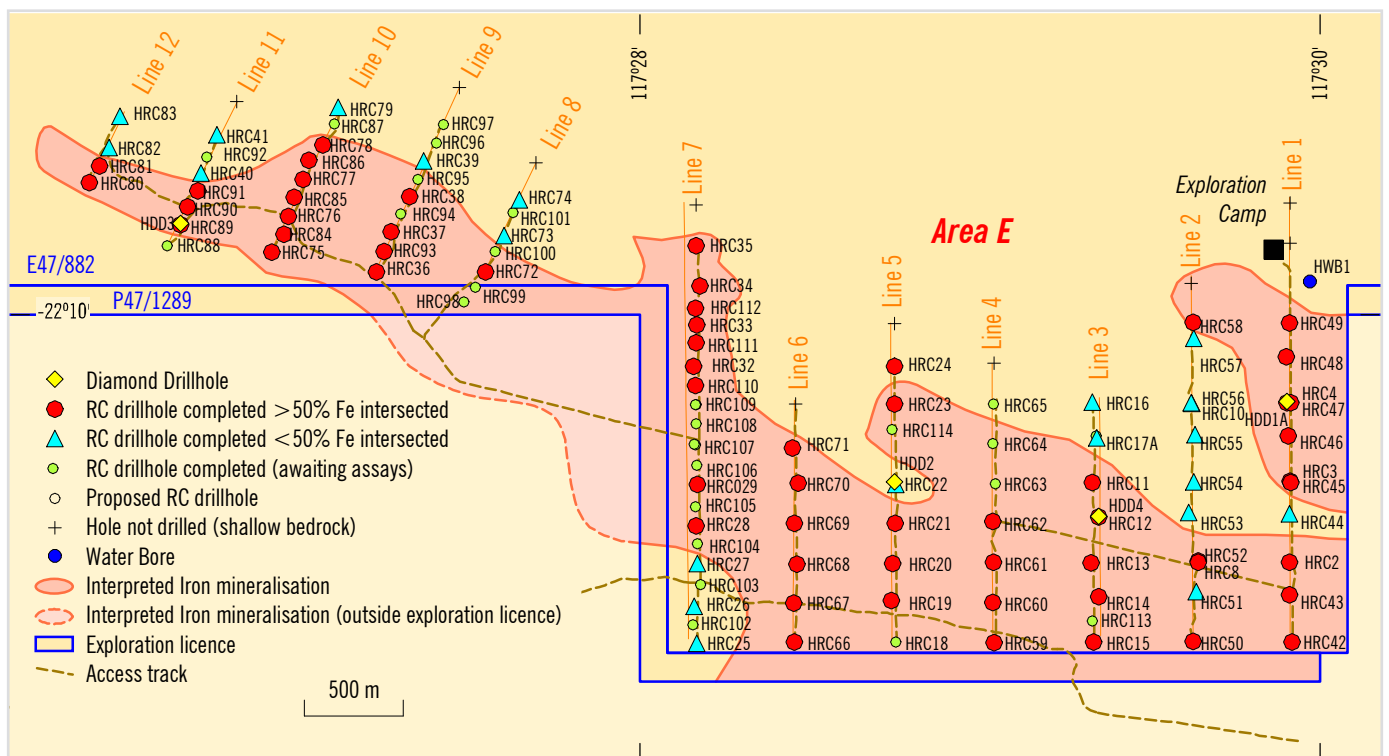 Line 12
Line 11
Line 10
Line 9
Line 8
Line 7
Line 6
Line 5
Line 4
Line 3
Line 2
Line 1
117º28'
117º30'
-22º10'
Area E
Exploration
Camp
HWB1
E47/882
P47/1289
HRC83
HRC82
HRC81
HRC80
HRC41
HRC92
HRC40
HRC91
HRC90
HDD3
HRC89
HRC88
HRC79
HRC87
HRC78
HRC86
HRC77
HRC85
HRC76
HRC84
HRC75
HRC97
HRC96
HRC39
HRC95
HRC38
HRC94
HRC37
HRC93
HRC36
HRC74
HRC101
HRC73
HRC100
HRC72
HRC99
HRC98
HRC35
HRC34
HRC112
HRC33
HRC111
HRC32
HRC110
HRC109
HRC108
HRC107
HRC106
HRC029
HRC105
HRC28
HRC104
HRC27
HRC103
HRC26
HRC102
HRC25
HRC71
HRC70
HRC69
HRC68
HRC67
HRC66
HRC24
HRC23
HRC114
HDD2
HRC22
HRC21
HRC20
HRC19
HRC18
HRC65
HRC64
HRC63
HRC62
HRC61
HRC60
HRC59
HRC16
HRC17A
HRC11
HDD4
HRC12
HRC13
HRC14
HRC113
HRC15
HRC58
HRC57
HRC56
HRC10
HRC55
HRC54
HRC53
HRC52
HRC8
HRC51
HRC50
HRC49
HRC48
HRC4
HRC47
HDD1A
HRC46
HRC3
HRC45
HRC44
HRC2
HRC43
HRC42
Diamond Drillhole
RC drillhole completed >50% Fe intersected
RC drillhole completed <50% Fe intersected
RC drillhole completed (awaiting assays)
Proposed RC drillhole
Hole not drilled (shallow bedrock)
Water Bore
Interpreted Iron mineralisation
Interpreted Iron mineralisation (outside exploration licence)
Exploration licence
Access track
500 m